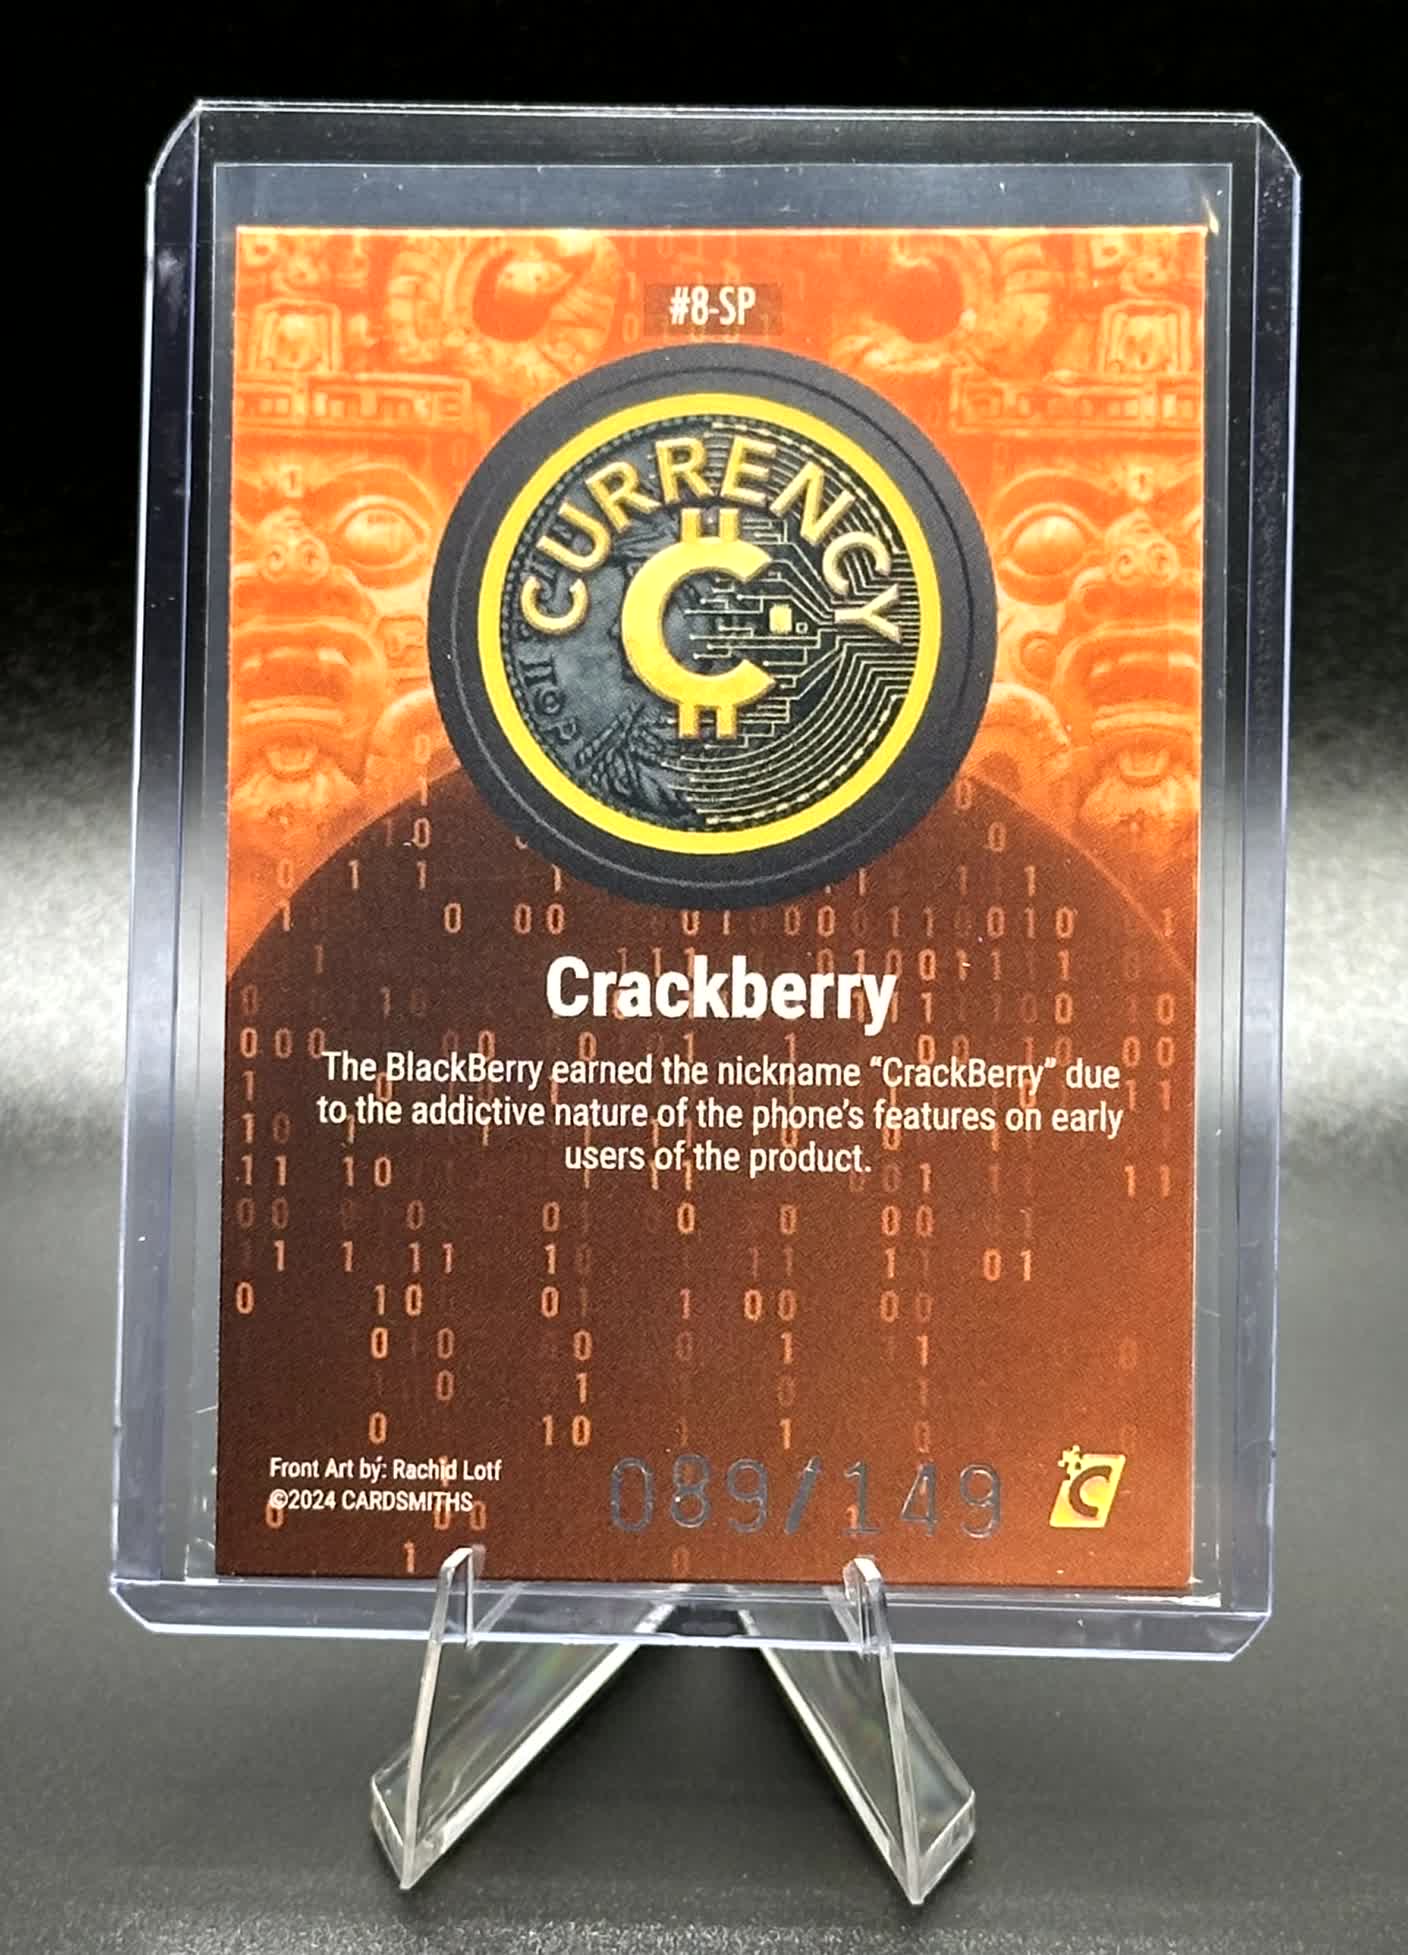 #8-SP
CURRENCY
Crackberry
The BlackBerry earned the nickname “CrackBerry” due
to the addictive nature of the phone's features on early
users of the product.
Front Art by: Rachid Lotf
©2024 CARDSMITHS
089/149